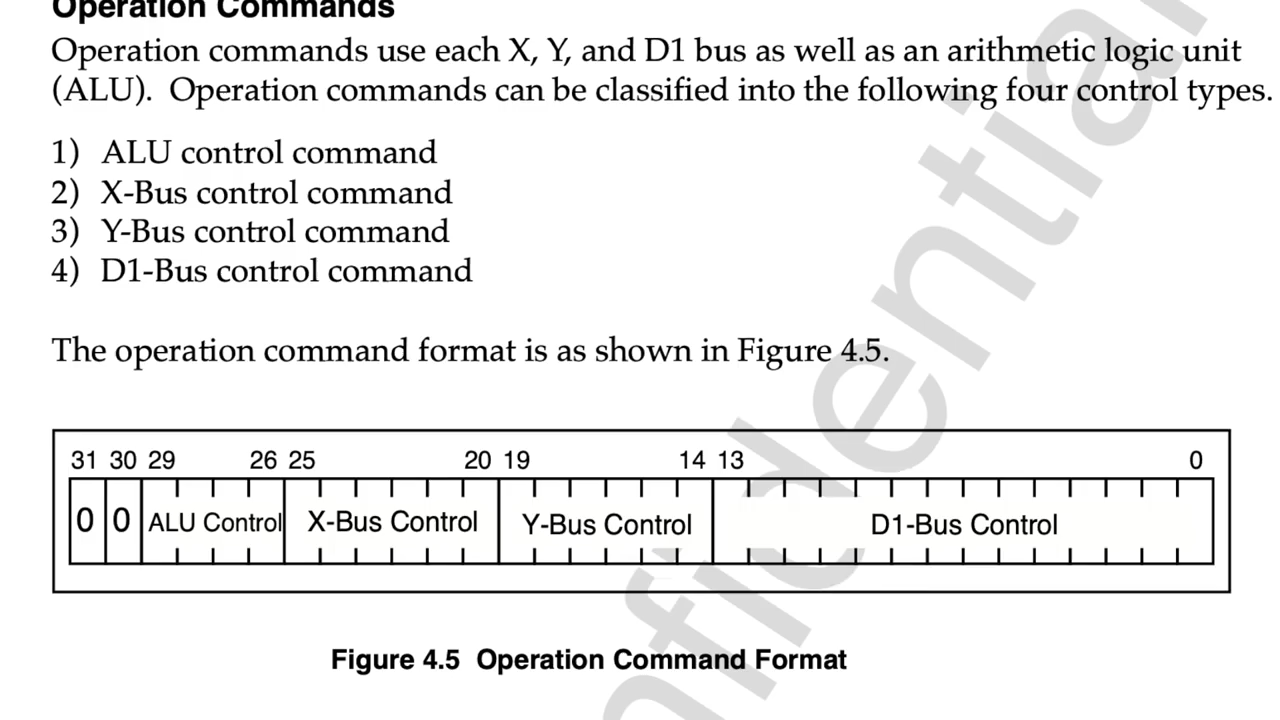 Operation Commands
Operation commands use each X, Y, and D1 bus as well as an arithmetic logic unit
(ALU). Operation commands can be classified into the following four control types.
1) ALU control command
2) X-Bus control command
3) Y-Bus control command
4) D1-Bus control command
The operation command format is as shown in Figure 4.5.
31 30 29 26 25 20 19 14 13 0
0 0 ALU Control X-Bus Control Y-Bus Control D1-Bus Control
Figure 4.5 Operation Command Format